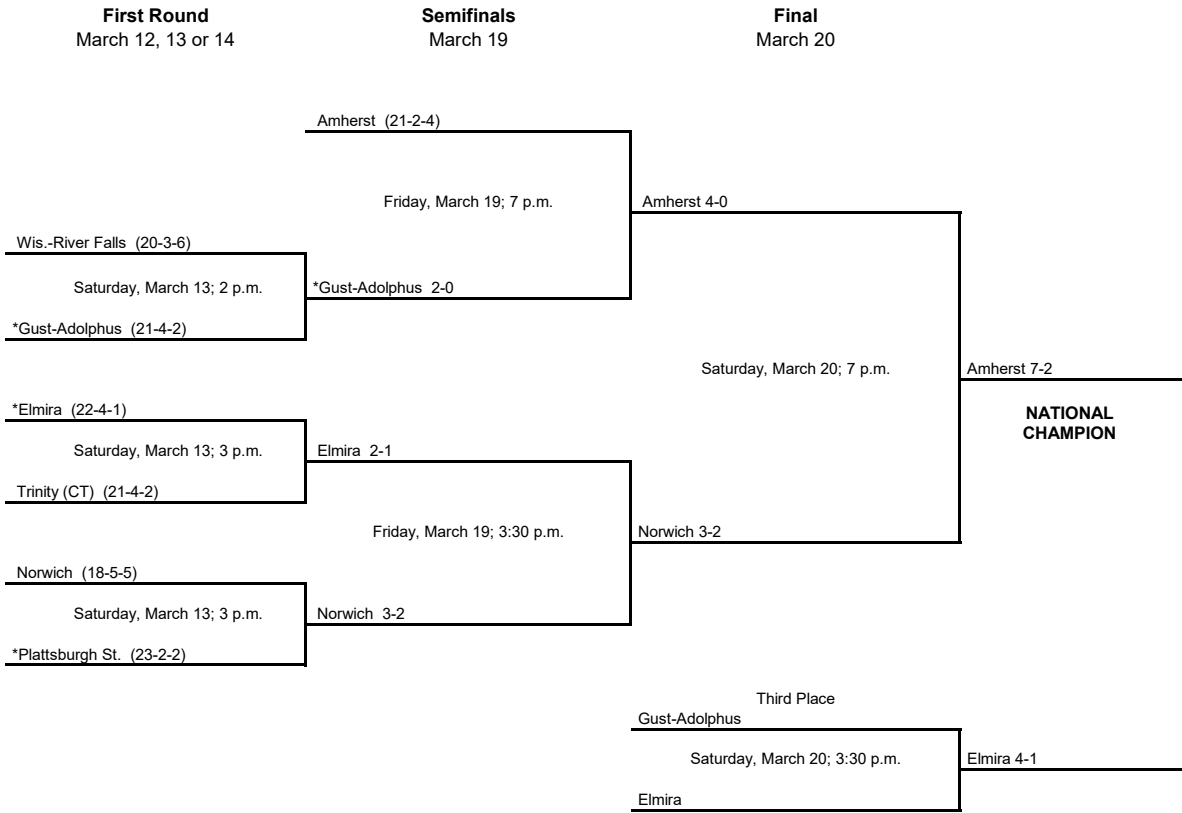 First Round
March 12, 13 or 14
Semifinals
March 19
Final
March 20
Amherst (21-2-4)
Friday, March 19; 7 p.m.
Amherst 4-0
Wis.-River Falls (20-3-6)
Saturday, March 13; 2 p.m.
*Gust-Adolphus 2-0
*Gust-Adolphus (21-4-2)
Saturday, March 20; 7 p.m.
Amherst 7-2
NATIONAL
CHAMPION
*Elmira (22-4-1)
Saturday, March 13; 3 p.m.
Elmira 2-1
Trinity (CT) (21-4-2)
Friday, March 19; 3:30 p.m.
Norwich 3-2
Norwich (18-5-5)
Saturday, March 13; 3 p.m.
Norwich 3-2
*Plattsburgh St. (23-2-2)
Third Place
Gust-Adolphus
Saturday, March 20; 3:30 p.m.
Elmira 4-1
Elmira